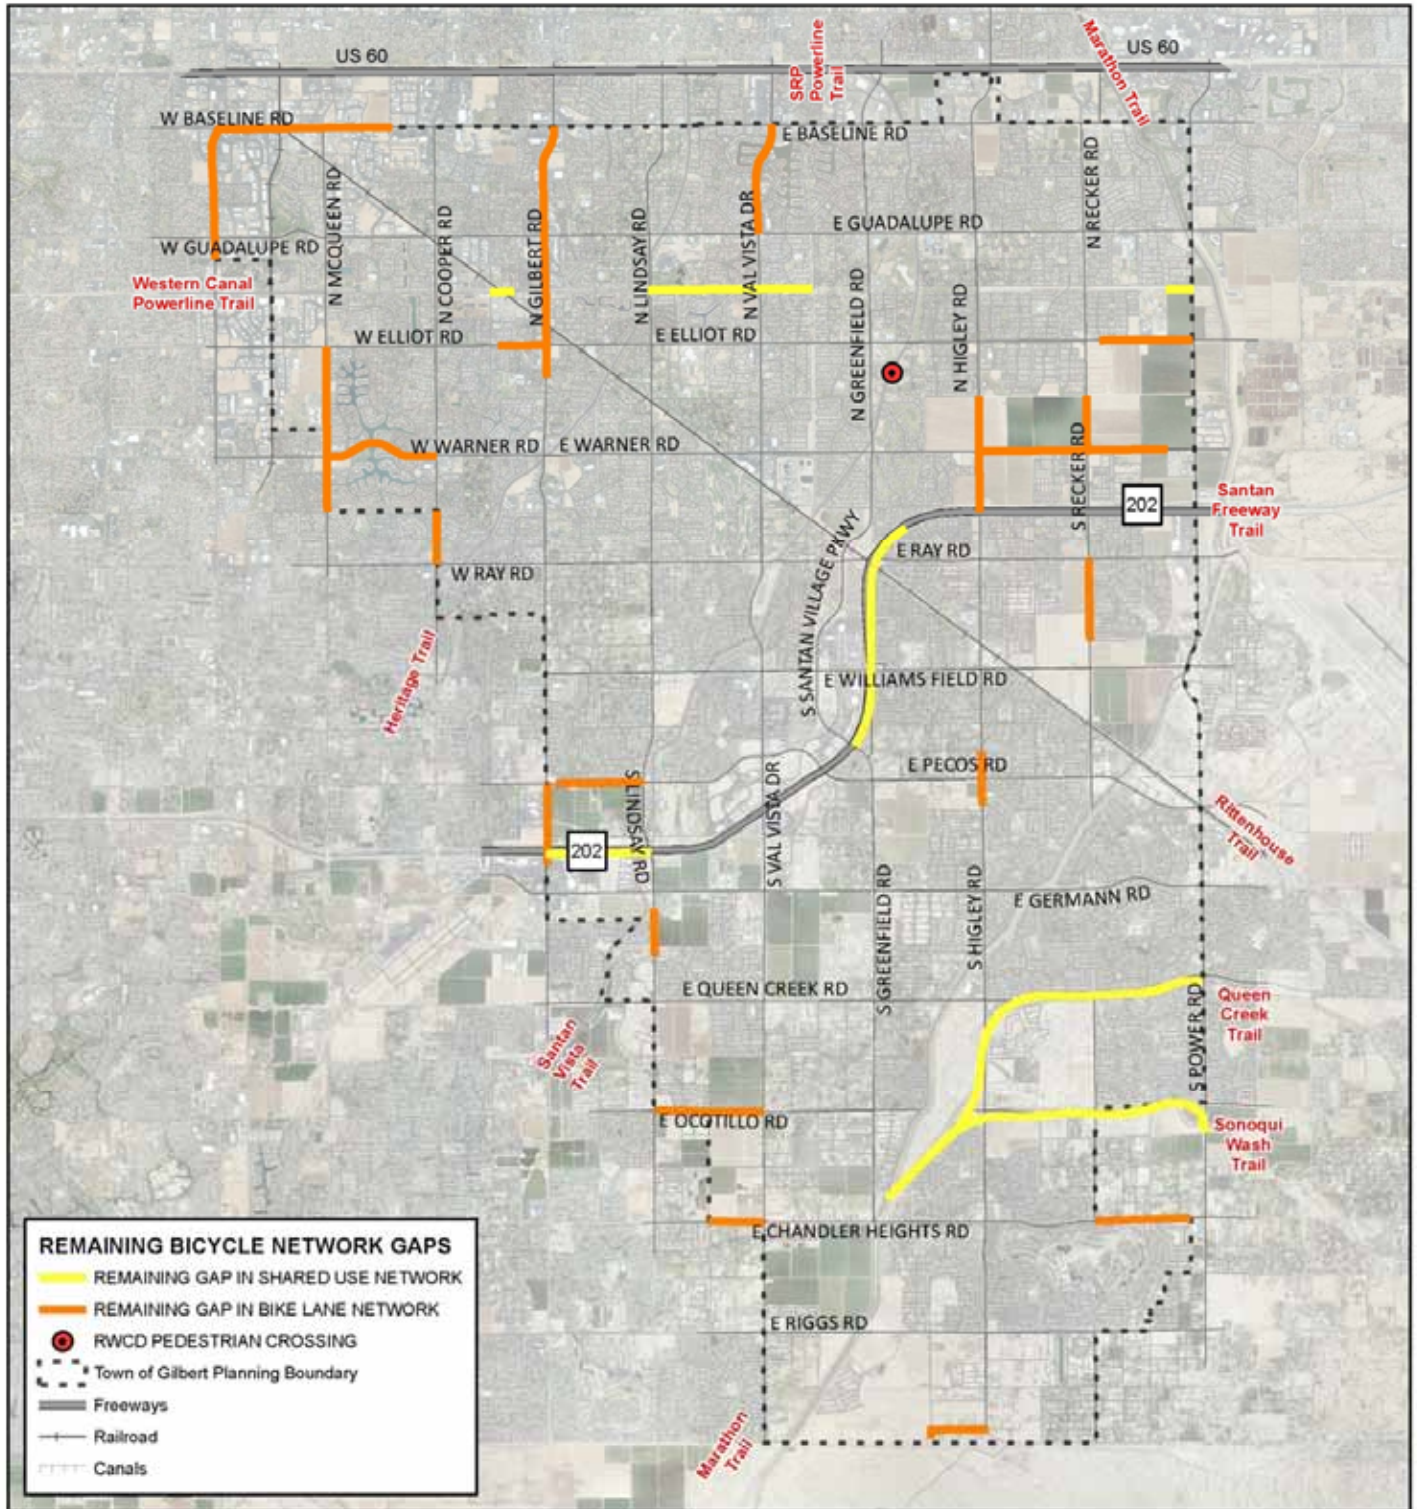 US 60
US 60
SRP
Powerline
Trail
Marathon Trail
W BASELINE RD
E BASELINE RD
N RECKER RD
N MCQUEEN RD
N COOPER RD
N GILBERT RD
N LINDSAY RD
N VAL VISTA DR
E GUADALUPE RD
W GUADALUPE RD
Western Canal
Powerline Trail
N GREENFIELD RD
N HIGLEY RD
W ELLIOT RD
E ELLIOT RD
W WARNER RD
E WARNER RD
S RECKER RD
202
Santan
Freeway
Trail
S SANTAN VILLAGE PKWY
E RAY RD
W RAY RD
Heritage Trail
E WILLIAMS FIELD RD
E PECOS RD
S LINDSAY RD
S VAL VISTA DR
202
Rittenhouse
Trail
S GREENFIELD RD
S HIGLEY RD
E GERMANN RD
E QUEEN CREEK RD
Queen
Creek
Trail
S POWER RD
Santan
Vista
Trail
E OCOTILLO RD
Sonoqui
Wash
Trail
E CHANDLER HEIGHTS RD
E RIGGS RD
Marathon
Trail
REMAINING BICYCLE NETWORK GAPS
REMAINING GAP IN SHARED USE NETWORK
REMAINING GAP IN BIKE LANE NETWORK
RWCD PEDESTRIAN CROSSING
Town of Gilbert Planning Boundary
Freeways
Railroad
Canals